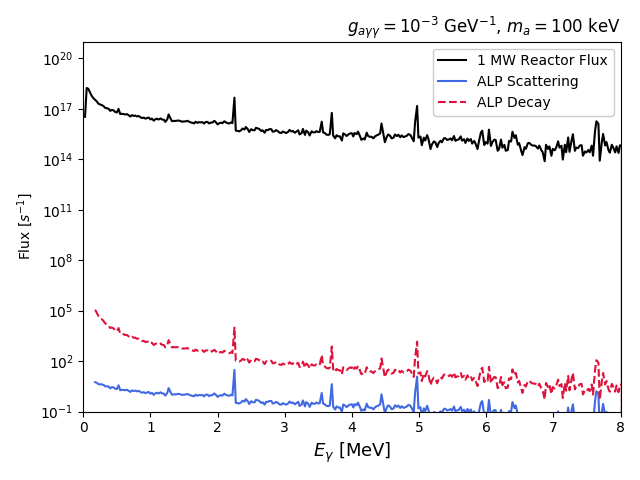 g_{aγγ} = 10^{-3} GeV^{-1}, m_a = 100 keV
1 MW Reactor Flux
ALP Scattering
ALP Decay
Flux [s^{-1}]
10^{20}
10^{17}
10^{14}
10^{11}
10^{8}
10^{5}
10^{2}
10^{-1}
0 1 2 3 4 5 6 7 8
E_γ [MeV]